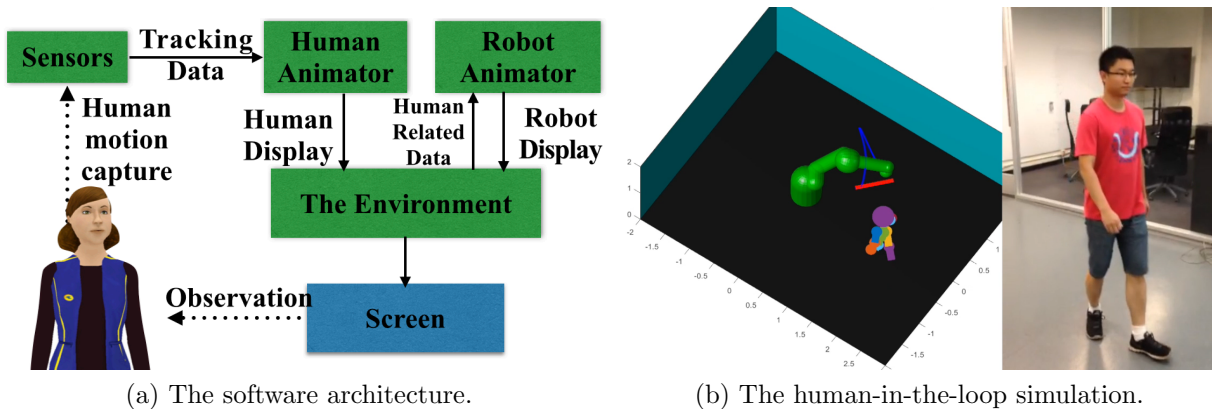 Sensors
Tracking
Data
Human
Animator
Robot
Animator
Human
motion
capture
Human
Display
Human
Related
Data
Robot
Display
The Environment
Observation
Screen
2
1
0
-2
-1.5
-1
-0.5
0
0.5
1
1.5
2
2.5
-1.5
-1
-0.5
0
0.5
1
(a) The software architecture.
(b) The human-in-the-loop simulation.